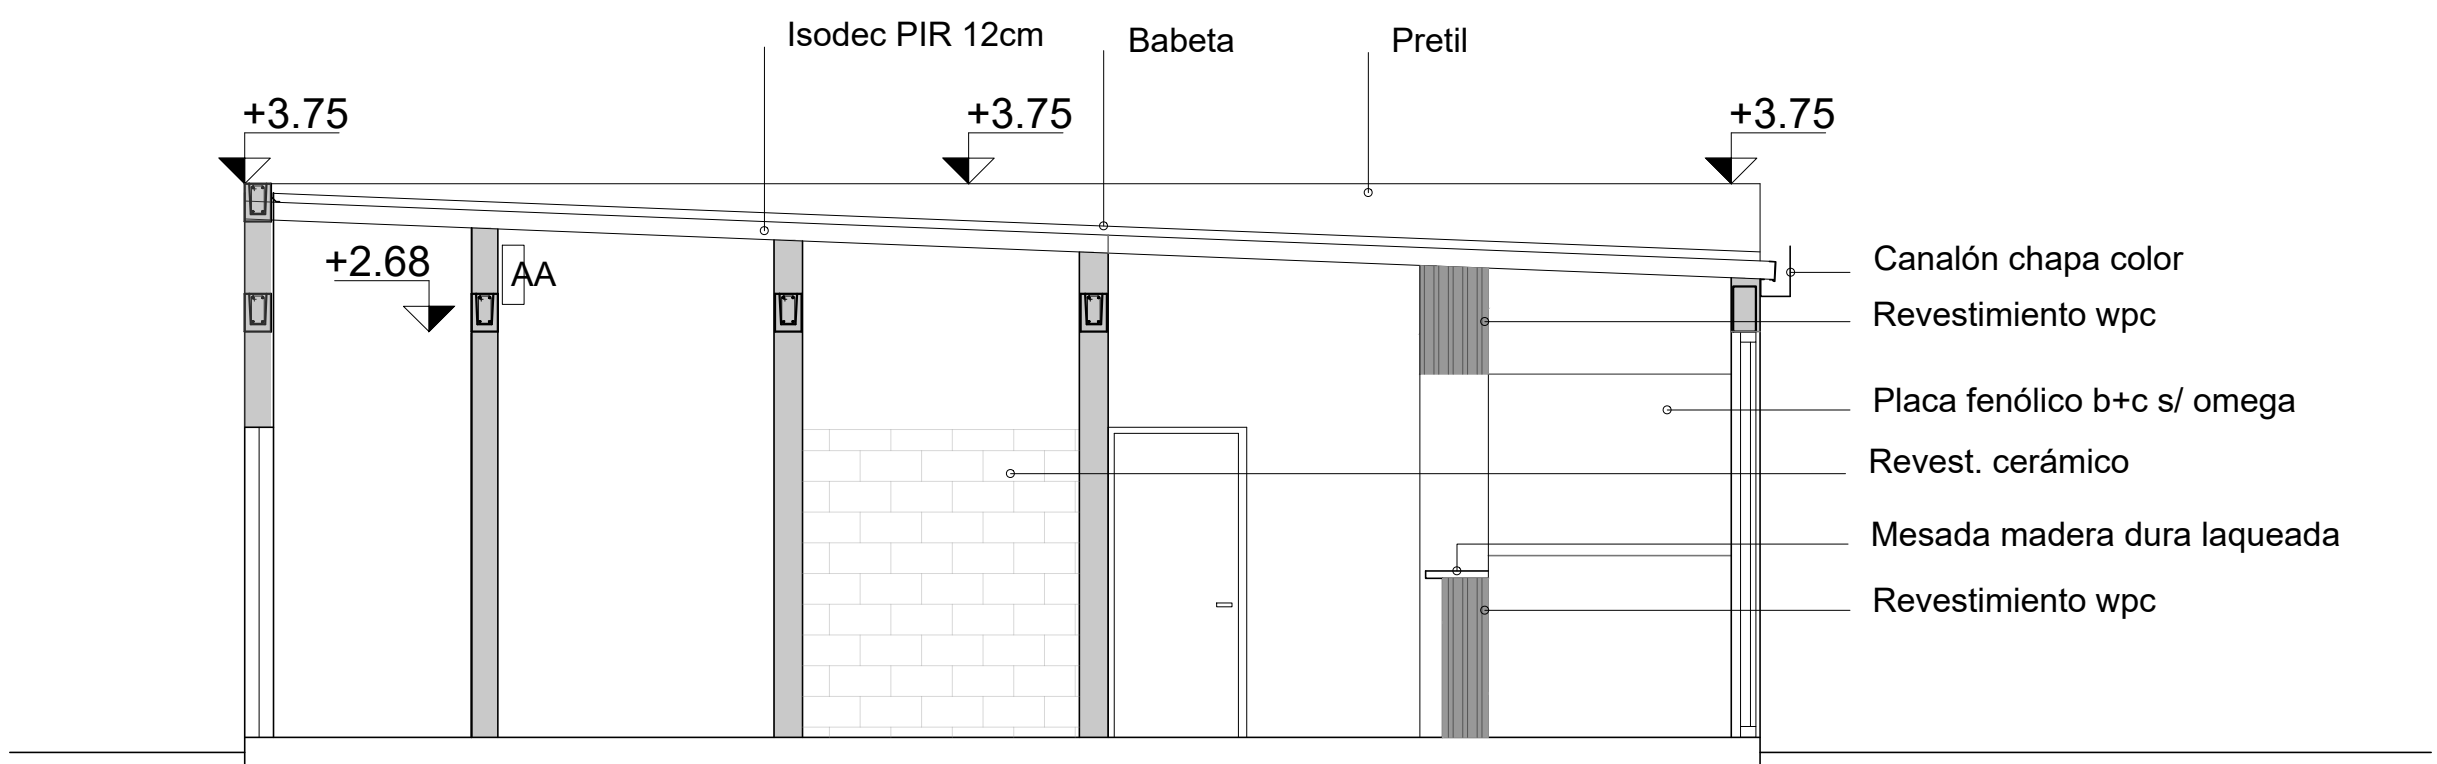 Isodec PIR 12cm
Babeta
Pretil
+3.75
+3.75
+3.75
+2.68
AA
Canalón chapa color
Revestimiento wpc
Placa fenólico b+c s/ omega
Revest. cerámico
Mesada madera dura laqueada
Revestimiento wpc